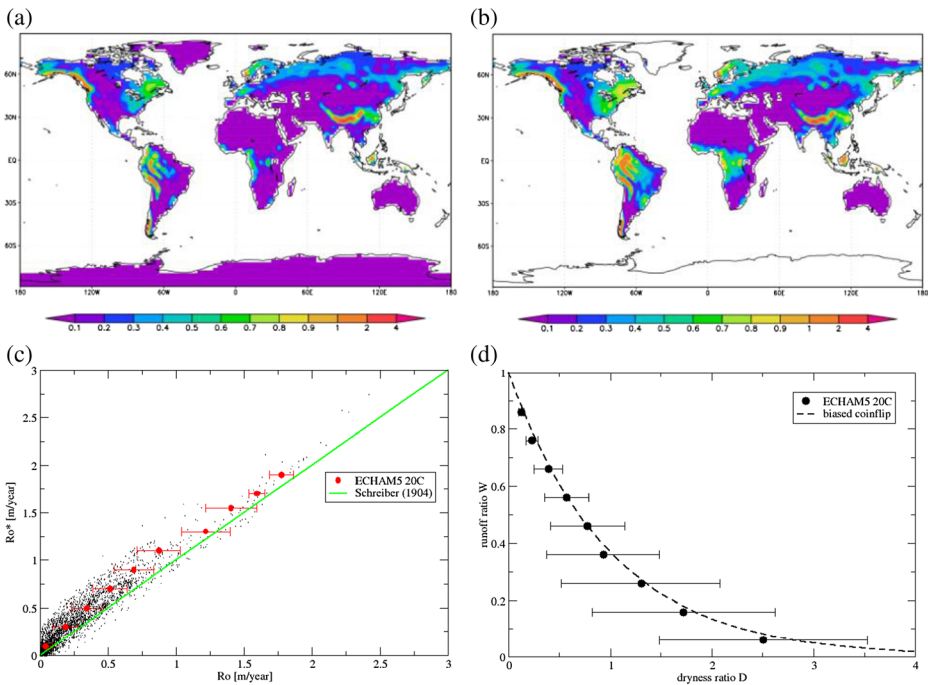 (a)
(b)
60N
30N
EQ
30S
60S
180 120W 60W 0 60E 120E 180
0.1 0.2 0.3 0.4 0.5 0.6 0.7 0.8 0.9 1 2 4
60N
30N
EQ
30S
60S
180 120W 60W 0 60E 120E 180
0.1 0.2 0.3 0.4 0.5 0.6 0.7 0.8 0.9 1 2 4
(c)
3
2.5
2
1.5
1
0.5
0
Ro* [m/year]
ECHAM5 20C
Schreiber (1904)
0 0.5 1 1.5 2 2.5 3
Ro [m/year]
(d)
1
0.8
0.6
0.4
0.2
0
runoff ratio W
ECHAM5 20C
biased coinflip
0 1 2 3 4
dryness ratio D